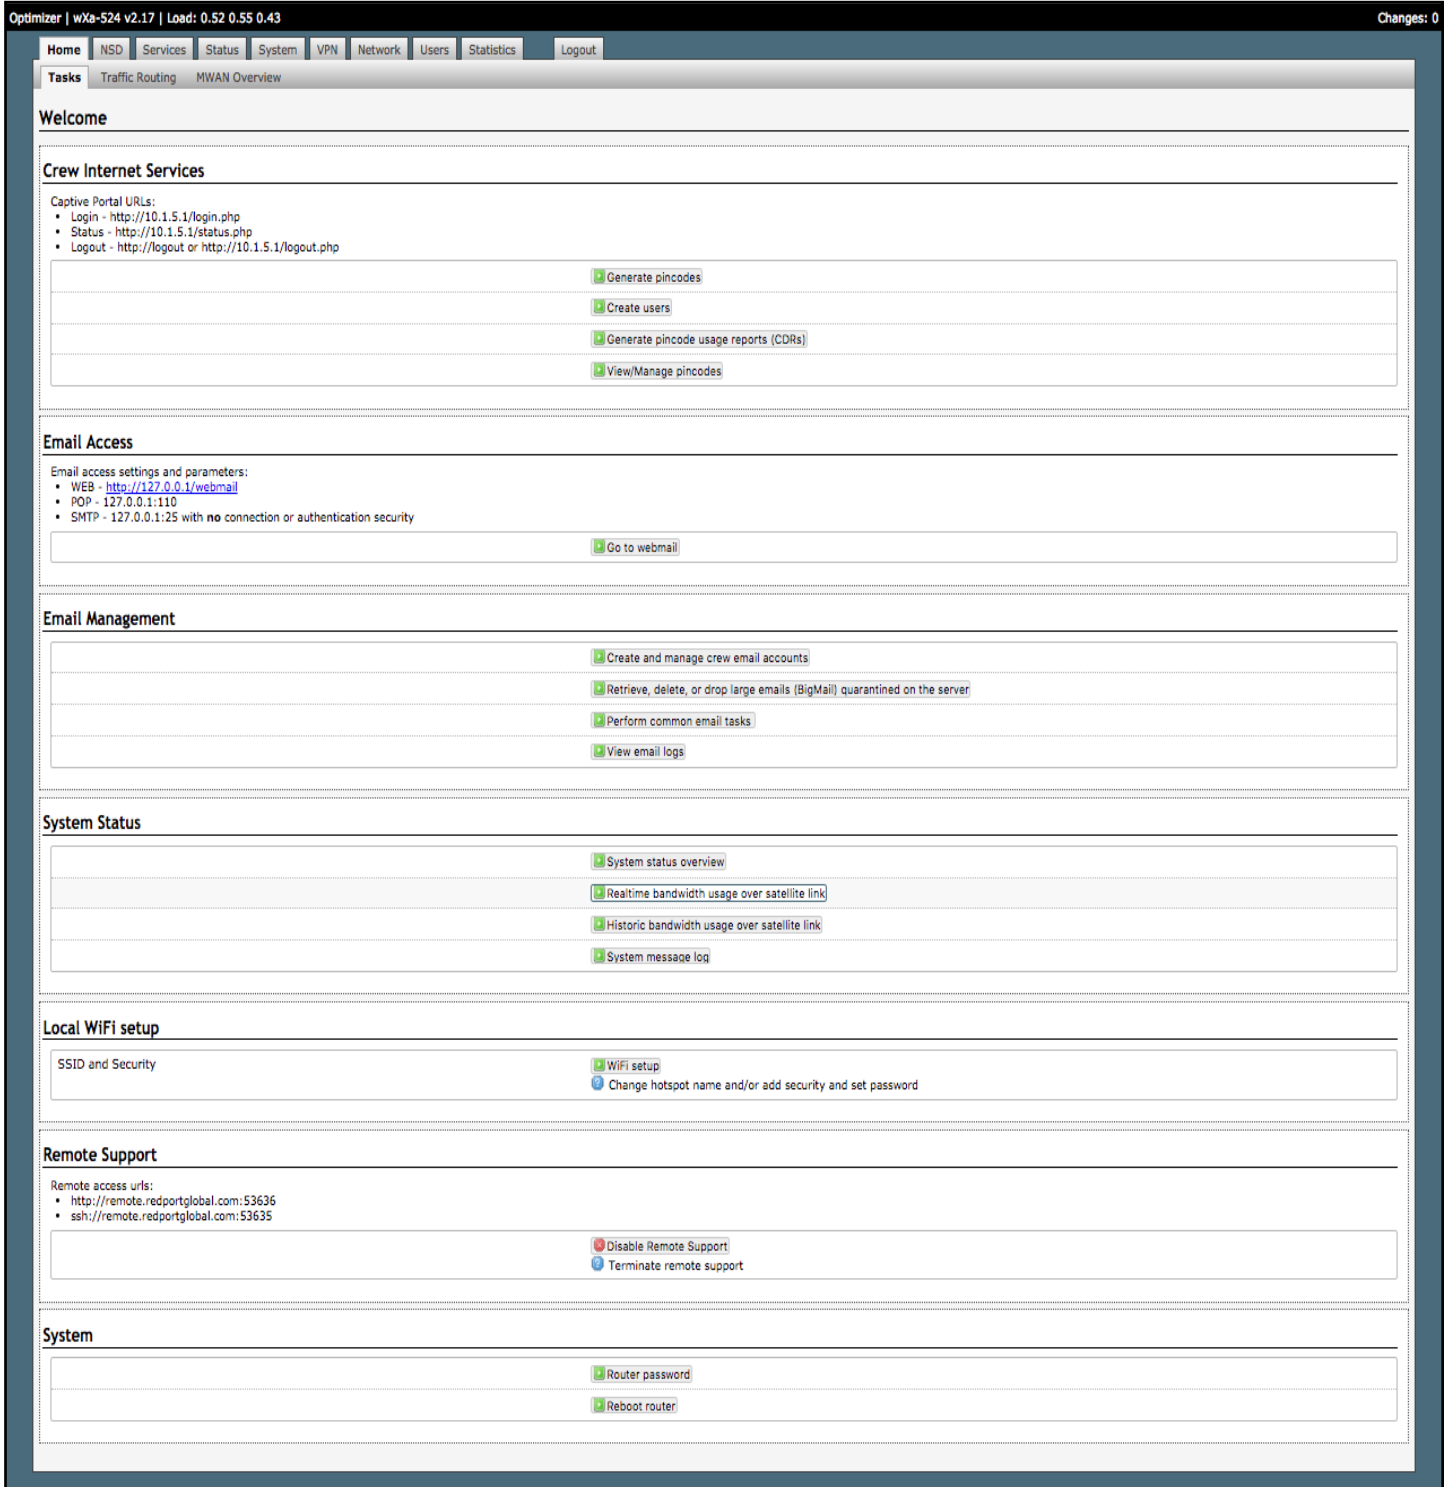 Optimizer | wXa-524 v2.17 | Load: 0.52 0.55 0.43 Changes: 0
Home NSD Services Status System VPN Network Users Statistics Logout
Tasks Traffic Routing MWAN Overview
Welcome
Crew Internet Services
Captive Portal URLs:
• Login - http://10.1.5.1/login.php
• Status - http://10.1.5.1/status.php
• Logout - http://logout or http://10.1.5.1/logout.php
Generate pincodes
Create users
Generate pincode usage reports (CDRs)
View/Manage pincodes
Email Access
Email access settings and parameters:
• WEB - http://127.0.0.1/webmail
• POP - 127.0.0.1:110
• SMTP - 127.0.0.1:25 with no connection or authentication security
Go to webmail
Email Management
Create and manage crew email accounts
Retrieve, delete, or drop large emails (BigMail) quarantined on the server
Perform common email tasks
View email logs
System Status
System status overview
Realtime bandwidth usage over satellite link
Historic bandwidth usage over satellite link
System message log
Local WiFi setup
SSID and Security WiFi setup
Change hotspot name and/or add security and set password
Remote Support
Remote access urls:
• http://remote.redportglobal.com:53636
• ssh://remote.redportglobal.com:53635
Disable Remote Support
Terminate remote support
System
Router password
Reboot router